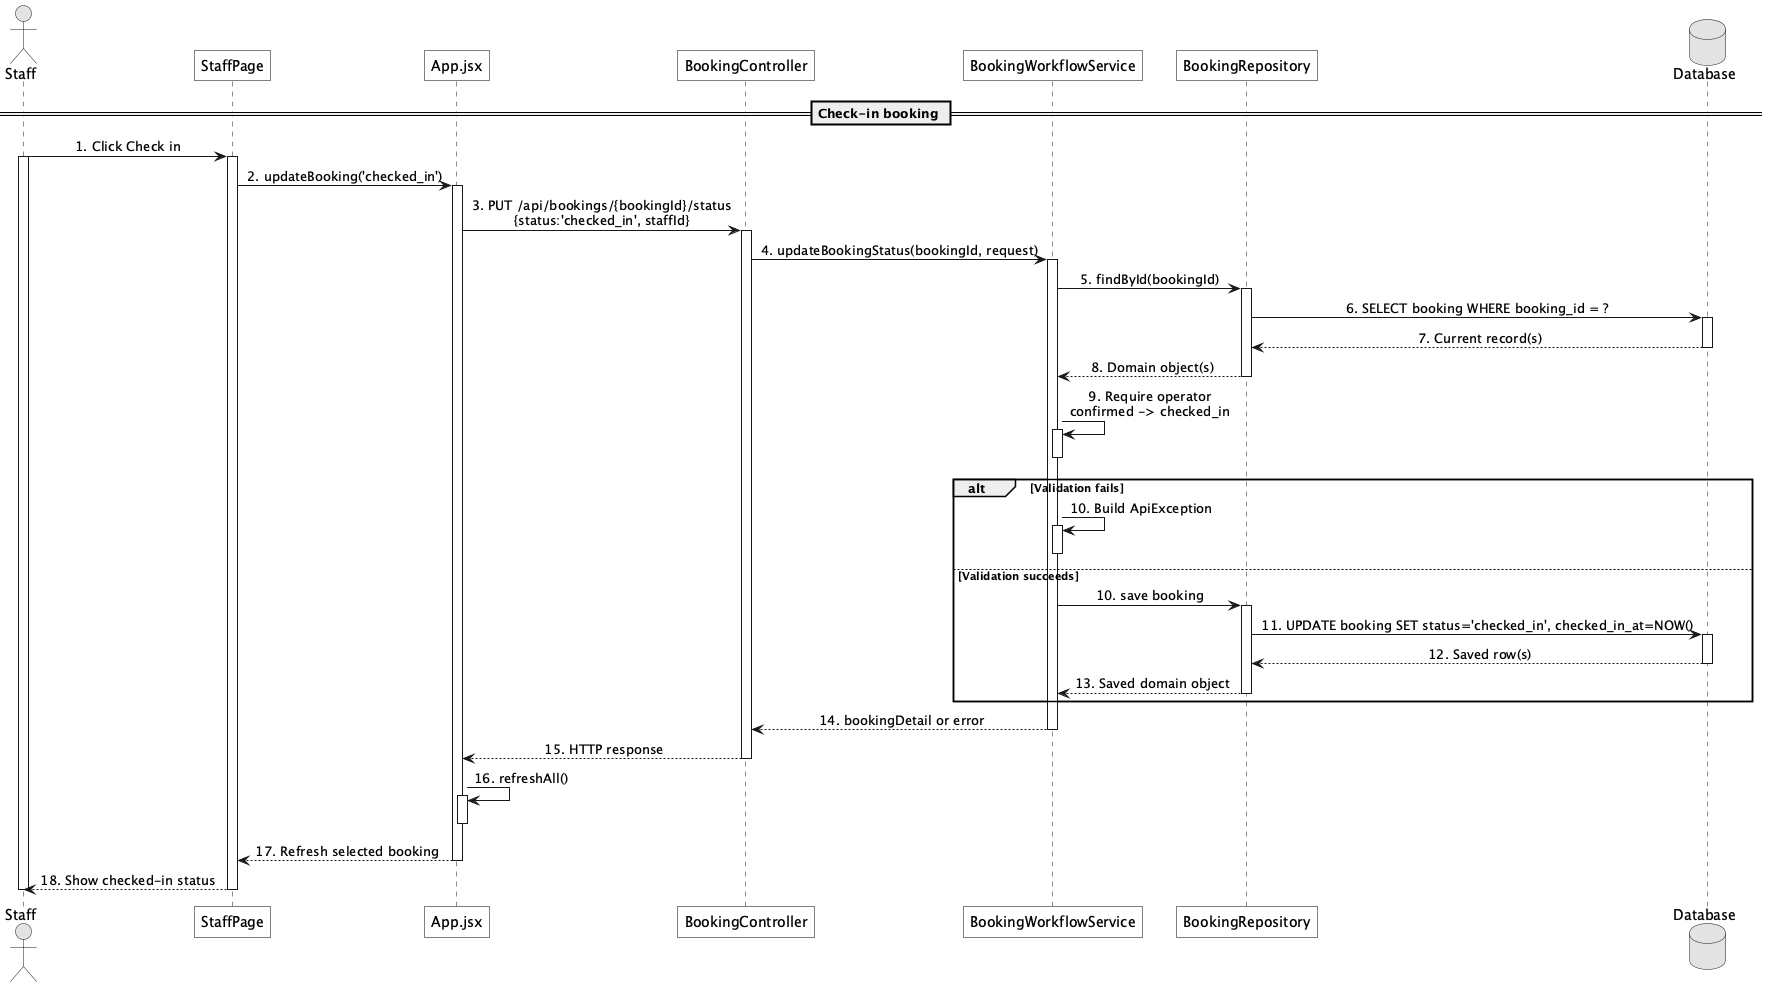 Staff
StaffPage
App.jsx
BookingController
BookingWorkflowService
BookingRepository
Database
Check-in booking
1. Click Check in
2. updateBooking('checked_in')
3. PUT /api/bookings/{bookingId}/status
{status:'checked_in', staffId}
4. updateBookingStatus(bookingId, request)
5. findById(bookingId)
6. SELECT booking WHERE booking_id = ?
7. Current record(s)
8. Domain object(s)
9. Require operator
confirmed -> checked_in
alt
[Validation fails]
10. Build ApiException
[Validation succeeds]
10. save booking
11. UPDATE booking SET status='checked_in', checked_in_at=NOW()
12. Saved row(s)
13. Saved domain object
14. bookingDetail or error
15. HTTP response
16. refreshAll()
17. Refresh selected booking
18. Show checked-in status
Staff
StaffPage
App.jsx
BookingController
BookingWorkflowService
BookingRepository
Database